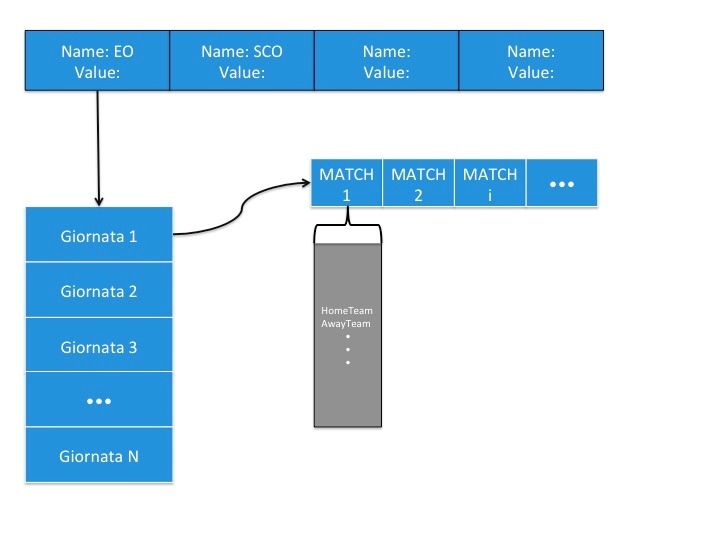 Name: EO
Value:
Name: SCO
Value:
Name:
Value:
Name:
Value:
MATCH
1
MATCH
2
MATCH
i
•••
Giornata 1
Giornata 2
Giornata 3
•••
Giornata N
HomeTeam
AwayTeam
•
•
•